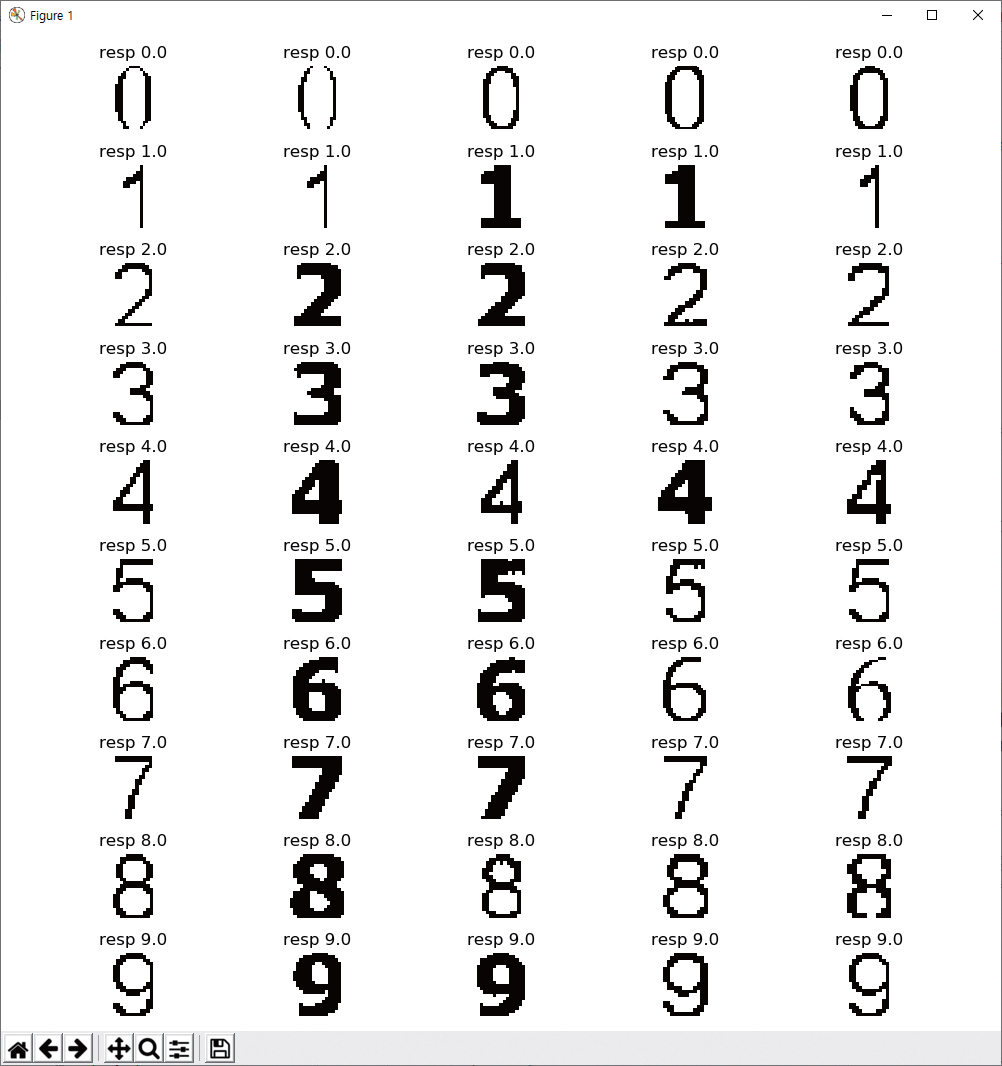 Figure 1
resp 0.0 resp 0.0 resp 0.0 resp 0.0 resp 0.0
0 0 0 0 0
resp 1.0 resp 1.0 resp 1.0 resp 1.0 resp 1.0
1 1 1 1 1
resp 2.0 resp 2.0 resp 2.0 resp 2.0 resp 2.0
2 2 2 2 2
resp 3.0 resp 3.0 resp 3.0 resp 3.0 resp 3.0
3 3 3 3 3
resp 4.0 resp 4.0 resp 4.0 resp 4.0 resp 4.0
4 4 4 4 4
resp 5.0 resp 5.0 resp 5.0 resp 5.0 resp 5.0
5 5 5 5 5
resp 6.0 resp 6.0 resp 6.0 resp 6.0 resp 6.0
6 6 6 6 6
resp 7.0 resp 7.0 resp 7.0 resp 7.0 resp 7.0
7 7 7 7 7
resp 8.0 resp 8.0 resp 8.0 resp 8.0 resp 8.0
8 8 8 8 8
resp 9.0 resp 9.0 resp 9.0 resp 9.0 resp 9.0
9 9 9 9 9